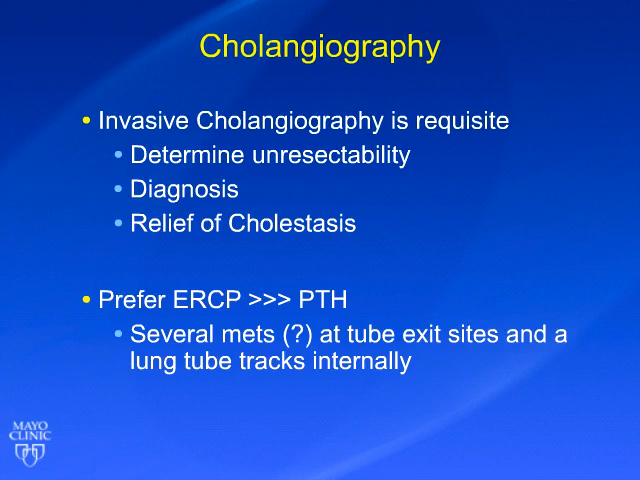 Cholangiography
• Invasive Cholangiography is requisite
• Determine unresectability
• Diagnosis
• Relief of Cholestasis
• Prefer ERCP >>> PTH
• Several mets (?) at tube exit sites and a
lung tube tracks internally
MAYO
CLINIC